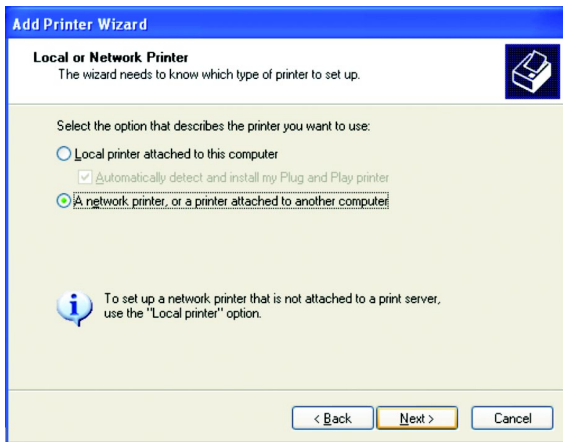 Add Printer Wizard
Local or Network Printer
The wizard needs to know which type of printer to set up.
Select the option that describes the printer you want to use:
Local printer attached to this computer
Automatically detect and install my Plug and Play printer
A network printer, or a printer attached to another computer
To set up a network printer that is not attached to a print server,
use the "Local printer" option.
< Back
Next >
Cancel